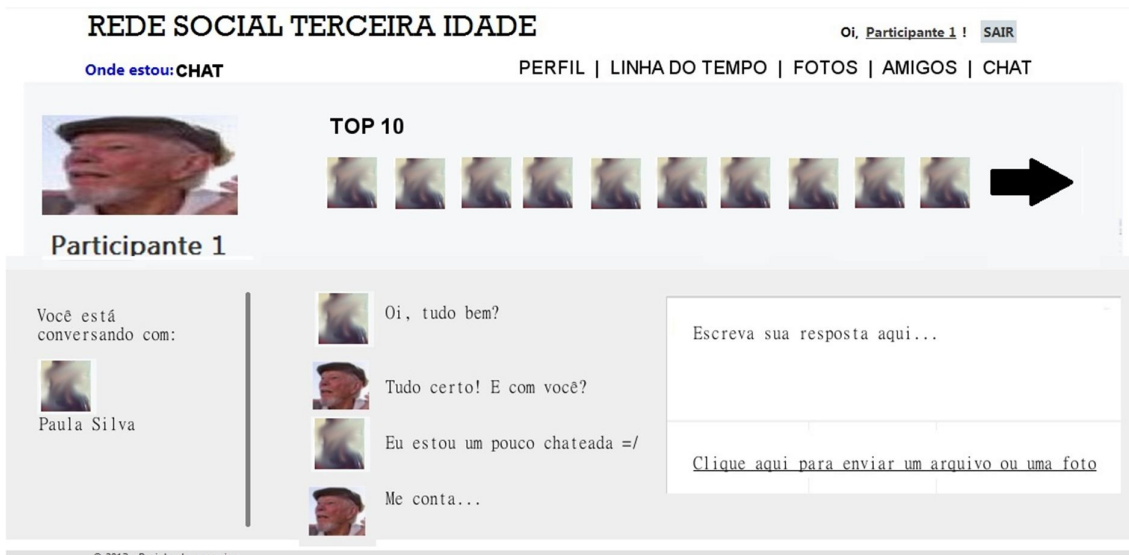 REDE SOCIAL TERCEIRA IDADE
Oi, Participante 1 ! SAIR
Onde estou: CHAT
PERFIL | LINHA DO TEMPO | FOTOS | AMIGOS | CHAT
TOP 10
Participante 1
Você está
conversando com:
Paula Silva
Oi, tudo bem?
Tudo certo! E com você?
Eu estou um pouco chateada =/
Me conta...
Escreva sua resposta aqui...
Clique aqui para enviar um arquivo ou uma foto